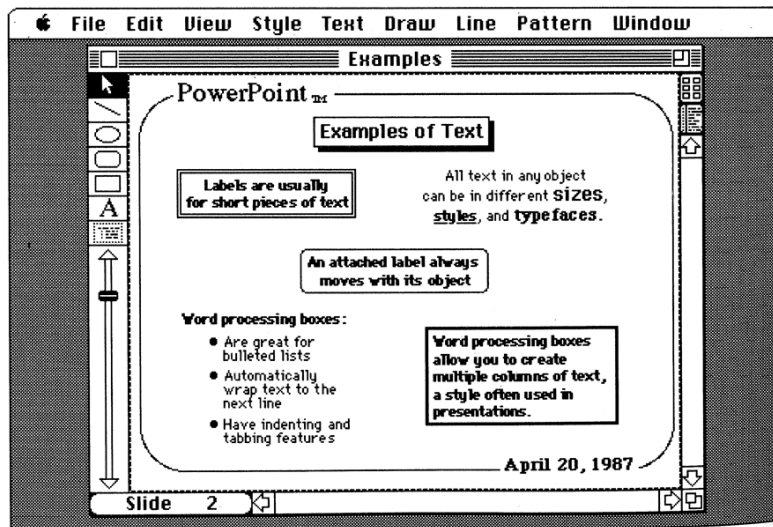 File Edit View Style Text Draw Line Pattern Window
Examples
PowerPoint TM
Examples of Text
Labels are usually
for short pieces of text
All text in any object
can be in different sizes,
styles, and typefaces.
An attached label always
moves with its object
Word processing boxes:
• Are great for
bulleted lists
• Automatically
wrap text to the
next line
• Have indenting and
tabbing features
Word processing boxes
allow you to create
multiple columns of text,
a style often used in
presentations.
April 20, 1987
Slide 2
A